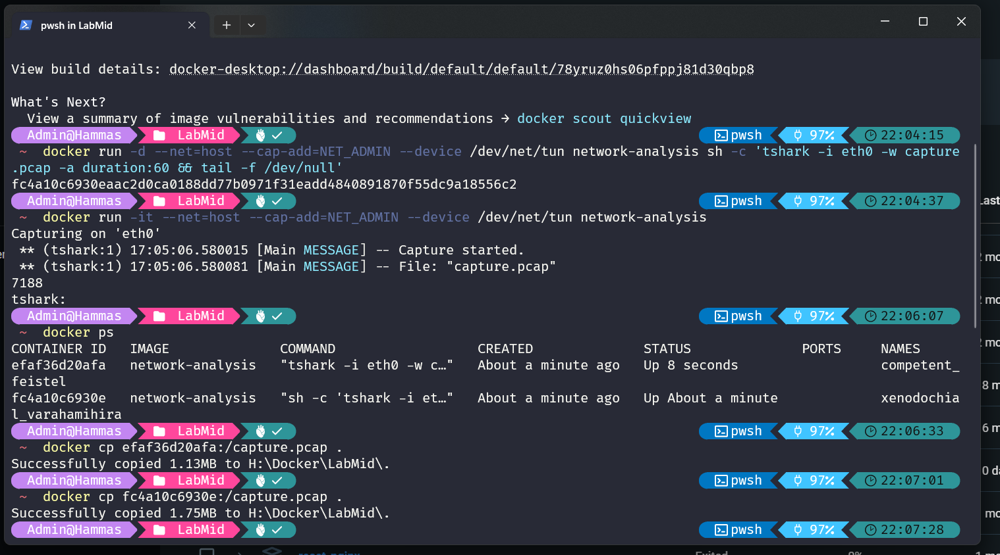 pwsh in LabMid
View build details: docker-desktop://dashboard/build/default/default/78yruz0hs06pfppj81d30qbp8
What's Next?
View a summary of image vulnerabilities and recommendations → docker scout quickview
Admin@Hammas LabMid ✓ pwsh 97% 22:04:15
~ docker run -d --net=host --cap-add=NET_ADMIN --device /dev/net/tun network-analysis sh -c 'tshark -i eth0 -w capture
.pcap -a duration:60 && tail -f /dev/null'
fc4a10c6930eaac2d0ca0188dd77b0971f31eadd4840891870f55dc9a18556c2
Admin@Hammas LabMid ✓ pwsh 97% 22:04:37
~ docker run -it --net=host --cap-add=NET_ADMIN --device /dev/net/tun network-analysis
Capturing on 'eth0'
** (tshark:1) 17:05:06.580015 [Main MESSAGE] -- Capture started.
** (tshark:1) 17:05:06.580081 [Main MESSAGE] -- File: "capture.pcap"
7188
tshark:
Admin@Hammas LabMid ✓ pwsh 97% 22:06:07
~ docker ps
CONTAINER ID IMAGE COMMAND CREATED STATUS PORTS NAMES
efaf36d20afa network-analysis "tshark -i eth0 -w c…" About a minute ago Up 8 seconds competent_
feistel
fc4a10c6930e network-analysis "sh -c 'tshark -i et…" About a minute ago Up About a minute xenodochia
l_varahamihira
Admin@Hammas LabMid ✓ pwsh 97% 22:06:33
~ docker cp efaf36d20afa:/capture.pcap .
Successfully copied 1.13MB to H:\Docker\LabMid\.
Admin@Hammas LabMid ✓ pwsh 97% 22:07:01
~ docker cp fc4a10c6930e:/capture.pcap .
Successfully copied 1.75MB to H:\Docker\LabMid\.
Admin@Hammas LabMid ✓ pwsh 97% 22:07:28